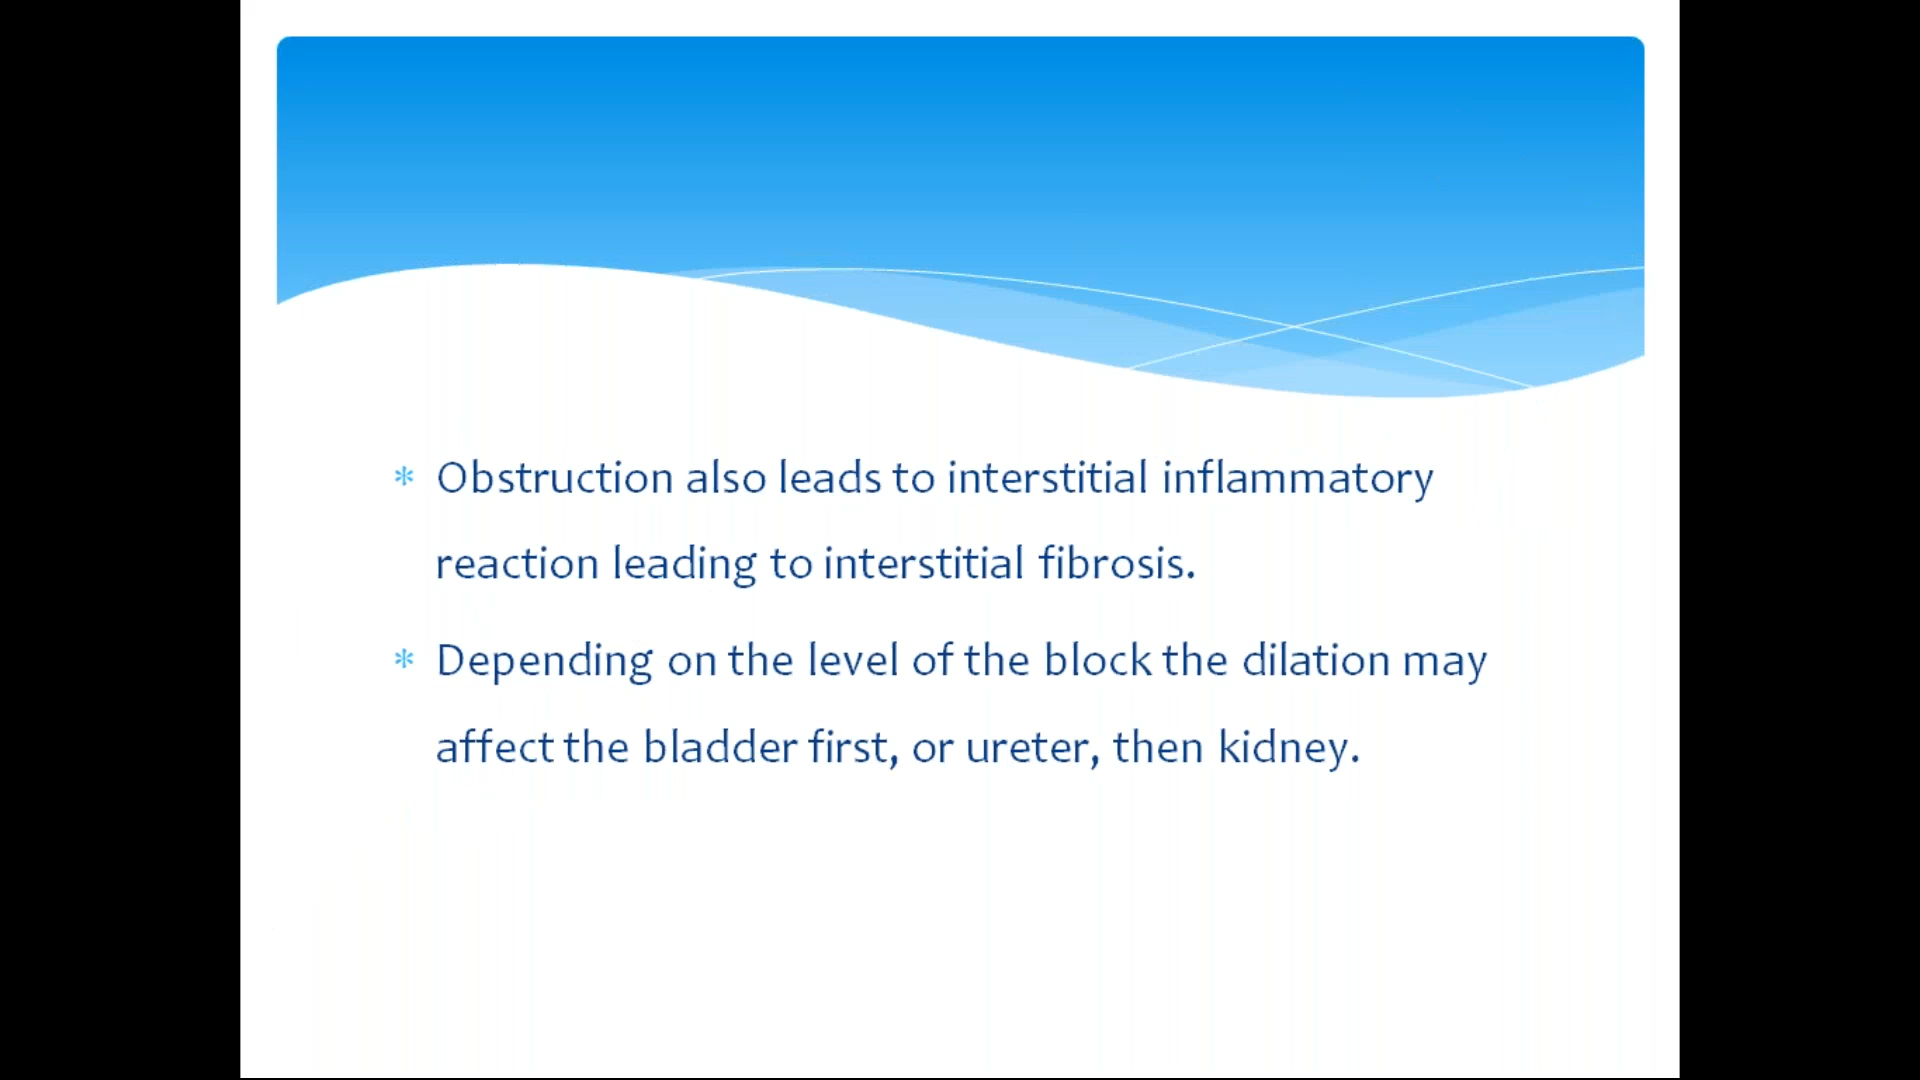 * Obstruction also leads to interstitial inflammatory
reaction leading to interstitial fibrosis.
* Depending on the level of the block the dilation may
affect the bladder first, or ureter, then kidney.